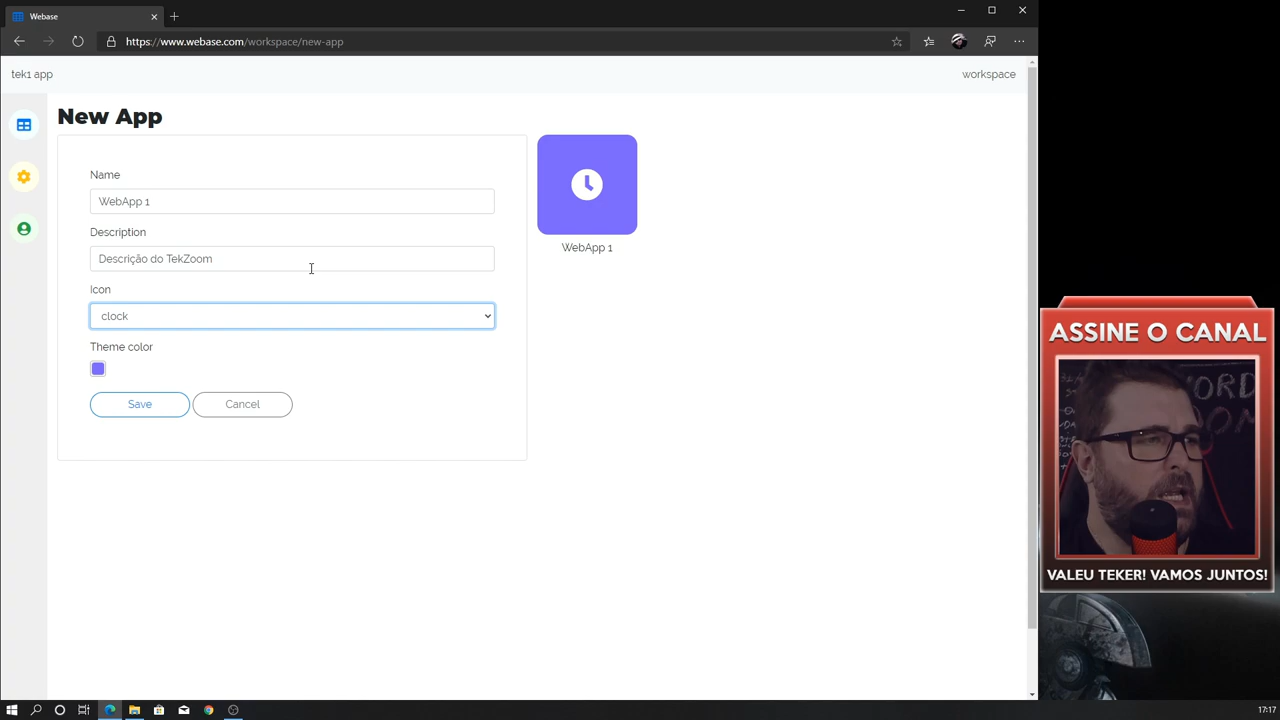 Webase
https://www.webase.com/workspace/new-app
tek1 app
workspace
New App
Name
WebApp 1
WebApp 1
Description
Descrição do TekZoom
Icon
clock
Theme color
Save
Cancel
ASSINE O CANAL
VALEU TEKER! VAMOS JUNTOS!
17:17